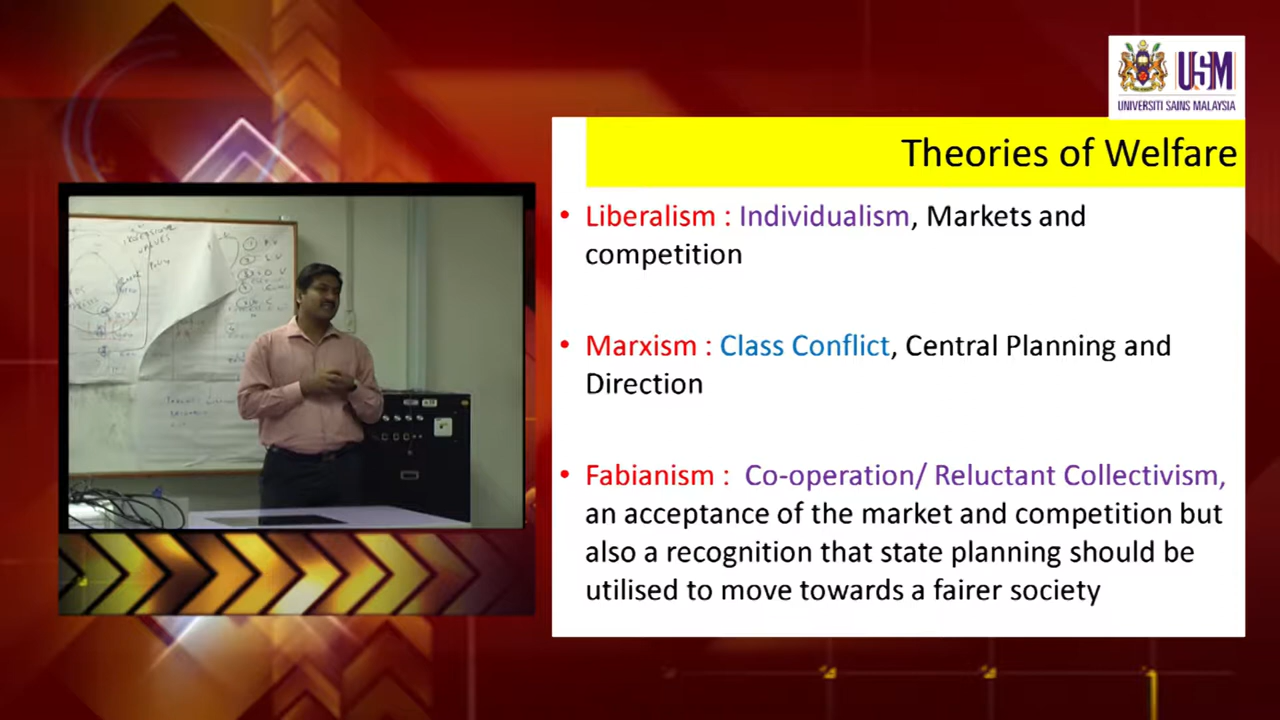 USM
UNIVERSITI SAINS MALAYSIA
Theories of Welfare
• Liberalism : Individualism, Markets and
competition
• Marxism : Class Conflict, Central Planning and
Direction
• Fabianism : Co-operation/ Reluctant Collectivism,
an acceptance of the market and competition but
also a recognition that state planning should be
utilised to move towards a fairer society
VALUES
Policy